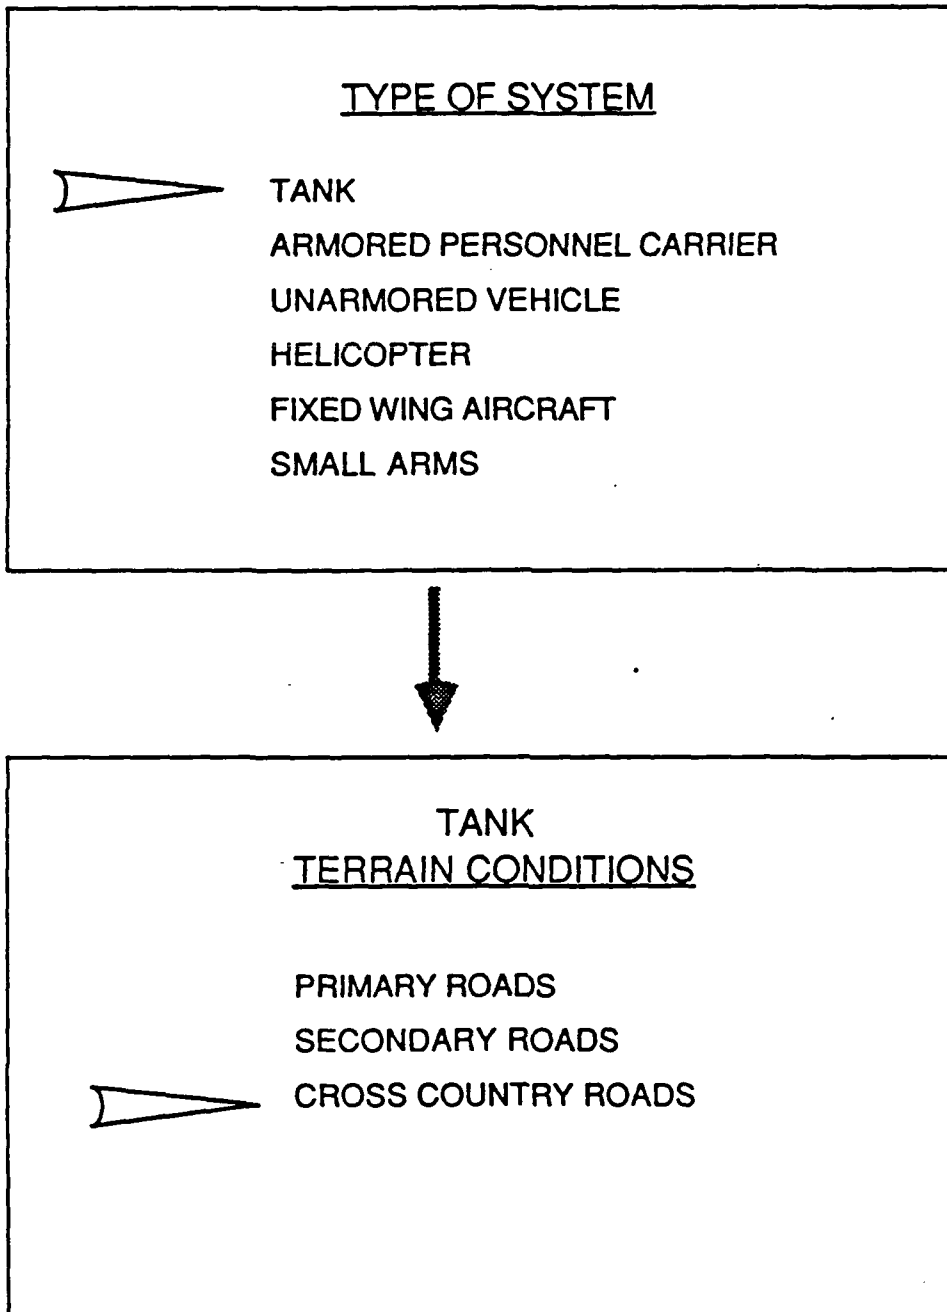 TYPE OF SYSTEM
TANK
ARMORED PERSONNEL CARRIER
UNARMORED VEHICLE
HELICOPTER
FIXED WING AIRCRAFT
SMALL ARMS
TANK
TERRAIN CONDITIONS
PRIMARY ROADS
SECONDARY ROADS
CROSS COUNTRY ROADS